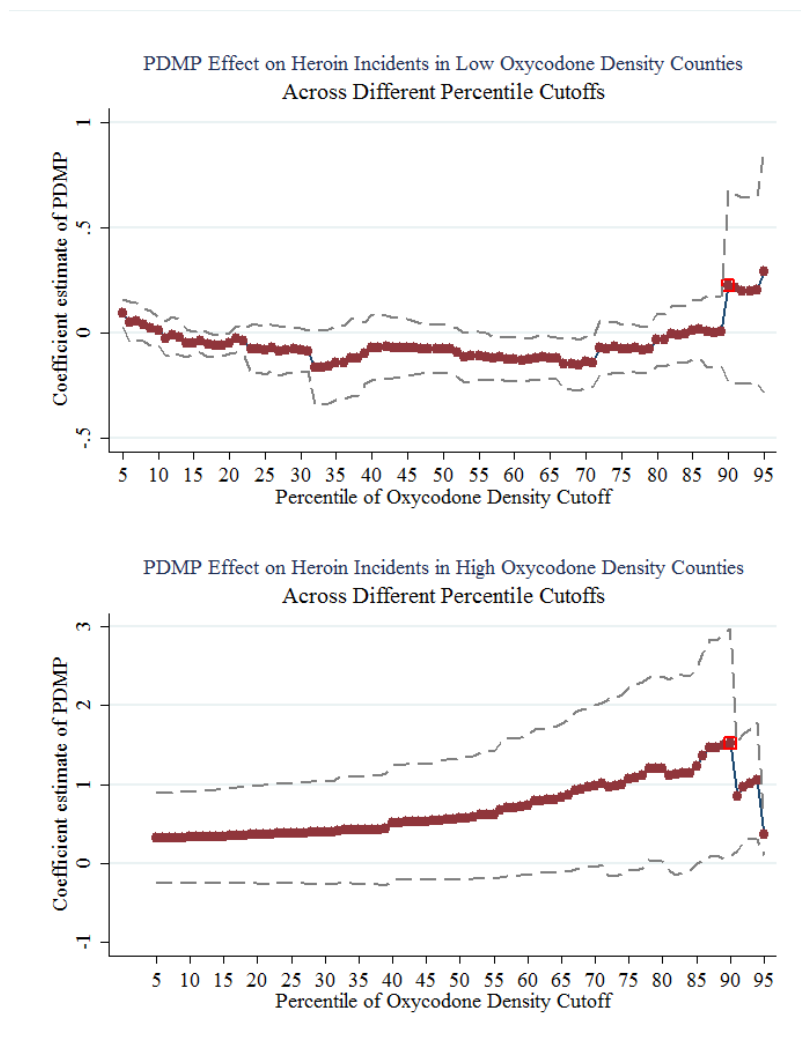 PDMP Effect on Heroin Incidents in Low Oxycodone Density Counties
Across Different Percentile Cutoffs
Coefficient estimate of PDMP
1
.5
0
-.5
5 10 15 20 25 30 35 40 45 50 55 60 65 70 75 80 85 90 95
Percentile of Oxycodone Density Cutoff
PDMP Effect on Heroin Incidents in High Oxycodone Density Counties
Across Different Percentile Cutoffs
Coefficient estimate of PDMP
3
2
1
0
-1
5 10 15 20 25 30 35 40 45 50 55 60 65 70 75 80 85 90 95
Percentile of Oxycodone Density Cutoff